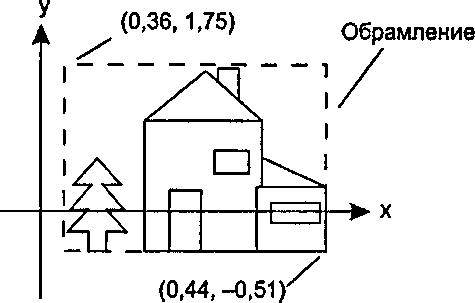 y
(0,36, 1,75)
Обрамление
x
(0,44, –0,51)